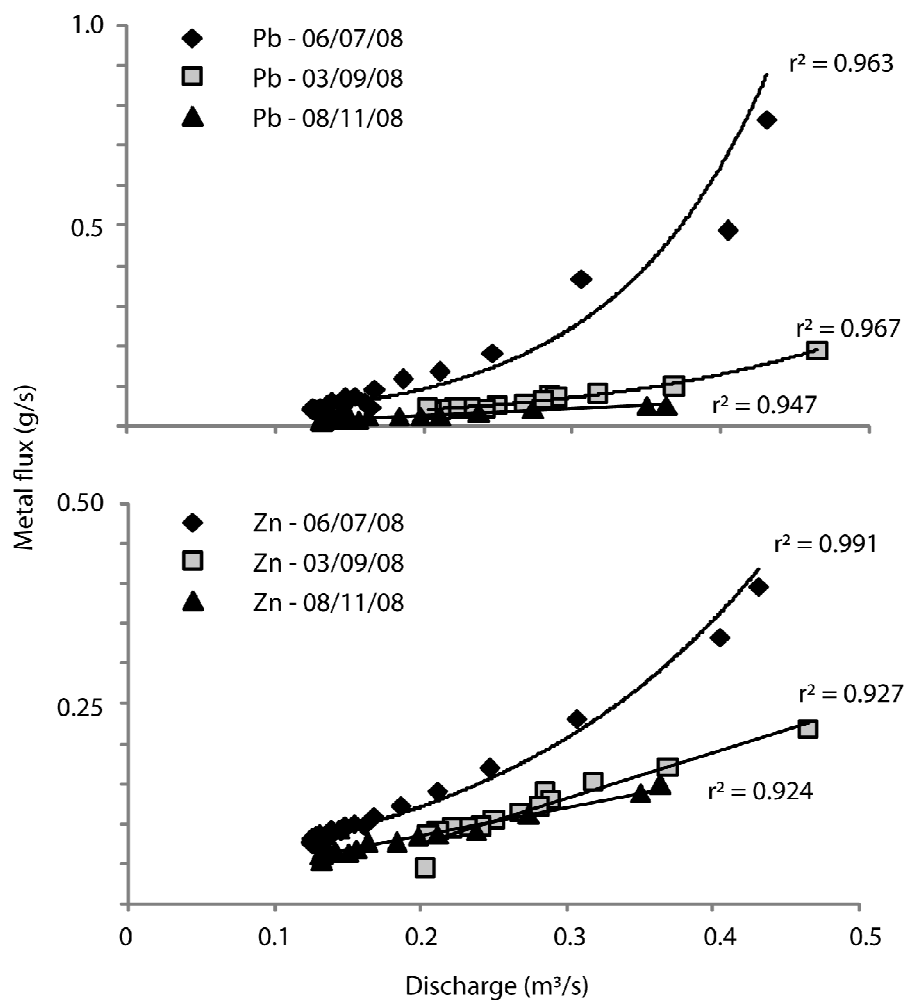 1.0
Pb - 06/07/08
Pb - 03/09/08
Pb - 08/11/08
r² = 0.963
0.5
r² = 0.967
r² = 0.947
Metal flux (g/s)
0.50
Zn - 06/07/08
Zn - 03/09/08
Zn - 08/11/08
r² = 0.991
0.25
r² = 0.927
r² = 0.924
0 0.1 0.2 0.3 0.4 0.5
Discharge (m³/s)